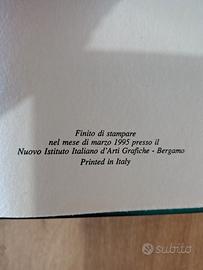 Finito di stampare
nel mese di marzo 1995 presso il
Nuovo Istituto Italiano d'Arti Grafiche - Bergamo
Printed in Italy
subito